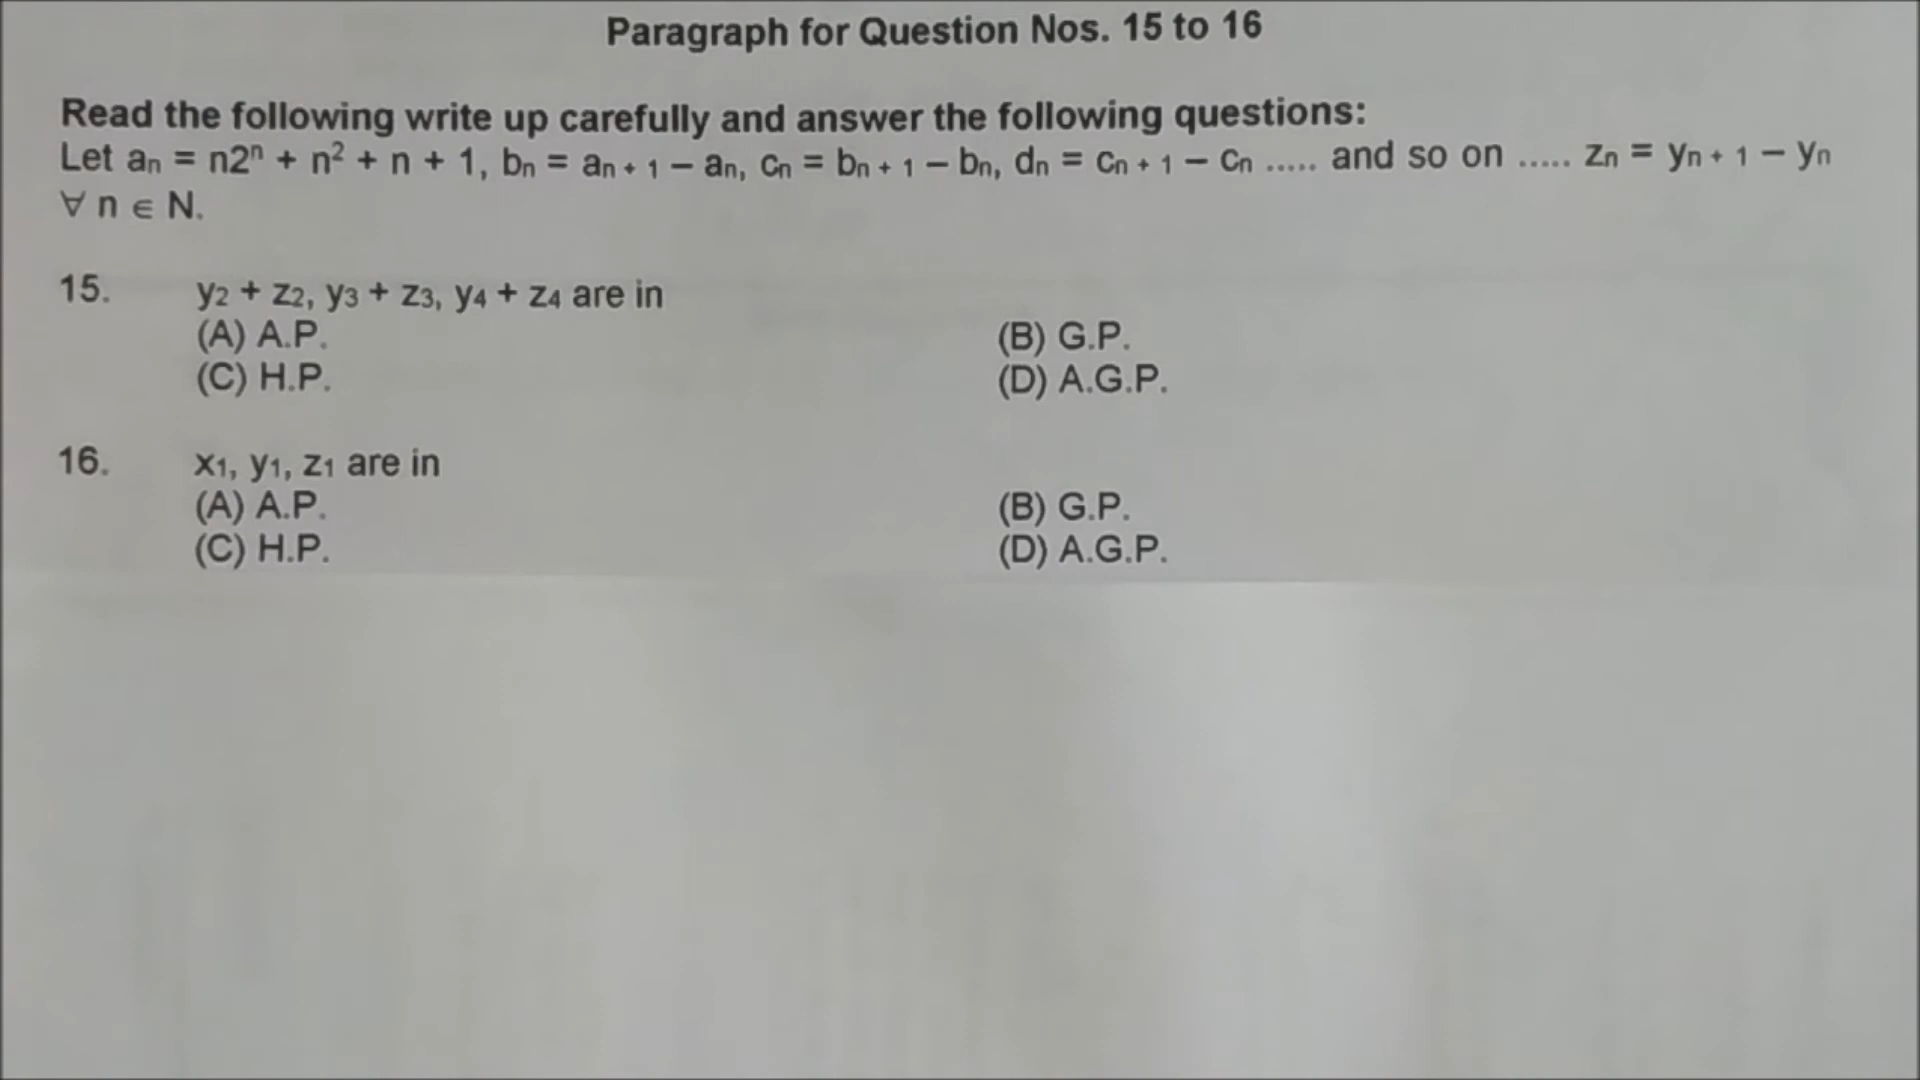 Paragraph for Question Nos. 15 to 16
Read the following write up carefully and answer the following questions:
Let aₙ = n2ⁿ + n² + n + 1, bₙ = aₙ₊₁ – aₙ, cₙ = bₙ₊₁ – bₙ, dₙ = cₙ₊₁ – cₙ ..... and so on ..... zₙ = yₙ₊₁ – yₙ
∀ n ∈ N.
15. y₂ + z₂, y₃ + z₃, y₄ + z₄ are in
(A) A.P. (B) G.P.
(C) H.P. (D) A.G.P.
16. x₁, y₁, z₁ are in
(A) A.P. (B) G.P.
(C) H.P. (D) A.G.P.